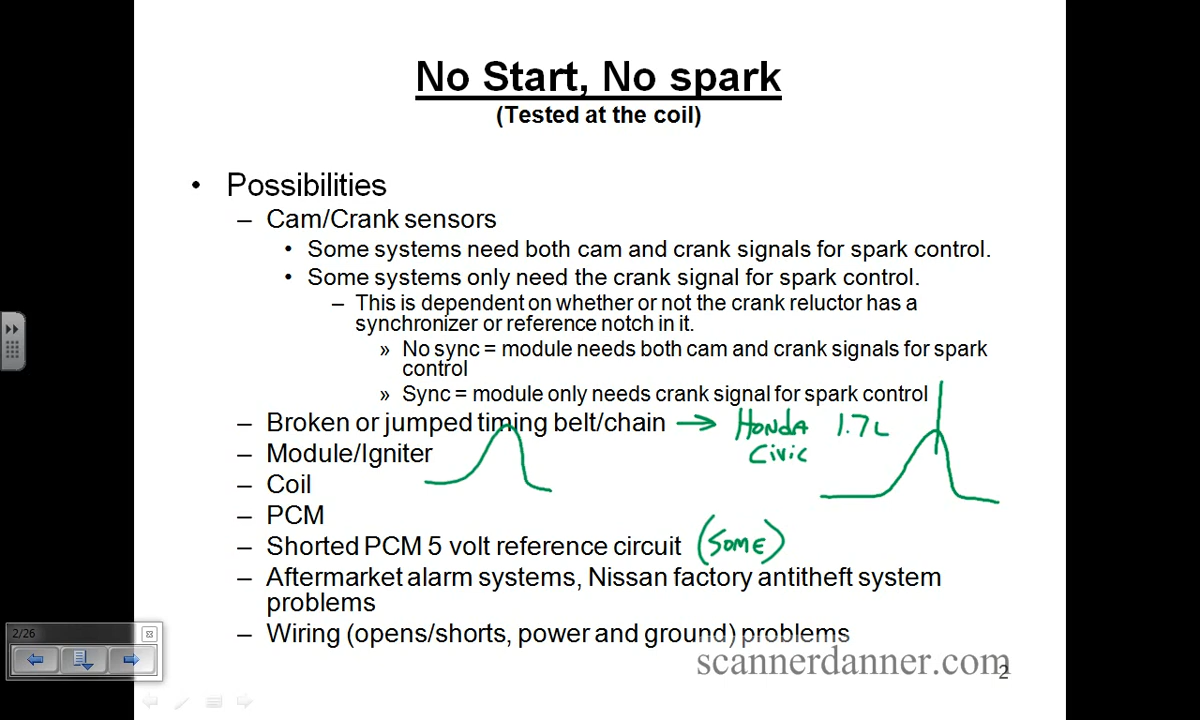 No Start, No spark
(Tested at the coil)
• Possibilities
– Cam/Crank sensors
• Some systems need both cam and crank signals for spark control.
• Some systems only need the crank signal for spark control.
– This is dependent on whether or not the crank reluctor has a
synchronizer or reference notch in it.
» No sync = module needs both cam and crank signals for spark
control
» Sync = module only needs crank signal for spark control
– Broken or jumped timing belt/chain → HONDA 1.7L
Civic
– Module/Igniter
– Coil
– PCM
– Shorted PCM 5 volt reference circuit (SOME)
– Aftermarket alarm systems, Nissan factory antitheft system
problems
– Wiring (opens/shorts, power and ground) problems
2/26
scannerdanner.com
2